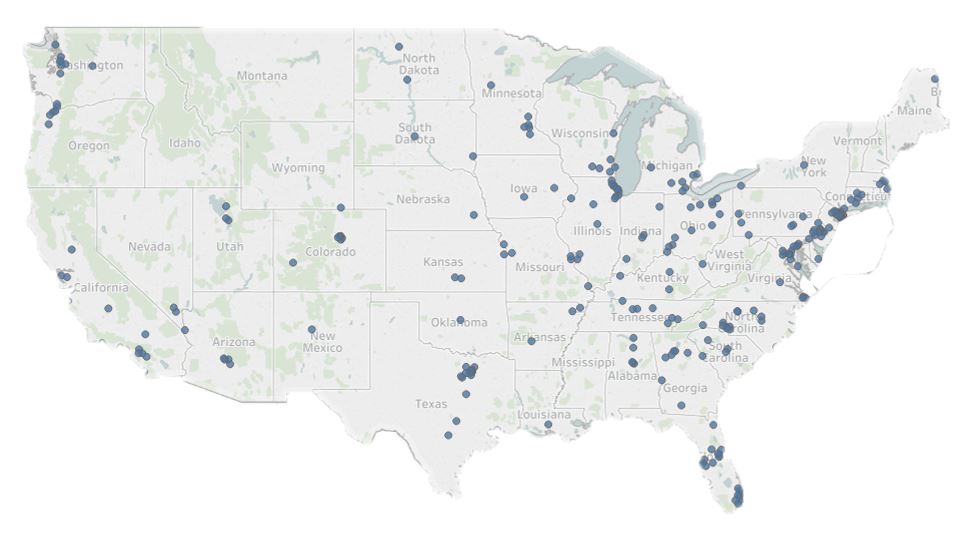 ashington
Montana
North
Dakota
Minnesota
Maine
Oregon
Idaho
South
Dakota
Wisconsin
Vermont
Wyoming
Michigan
New
York
Nebraska
Iowa
Connecticu
Nevada
Utah
Colorado
Illinois
Indiana
Ohio
Pennsylvania
California
Kansas
Missouri
West
Virginia
Kentucky
Virginia
Arizona
New
Mexico
Oklahoma
Arkansas
Tennessee
North
Carolina
South
Carolina
Mississippi
Alabama
Georgia
Texas
Louisiana